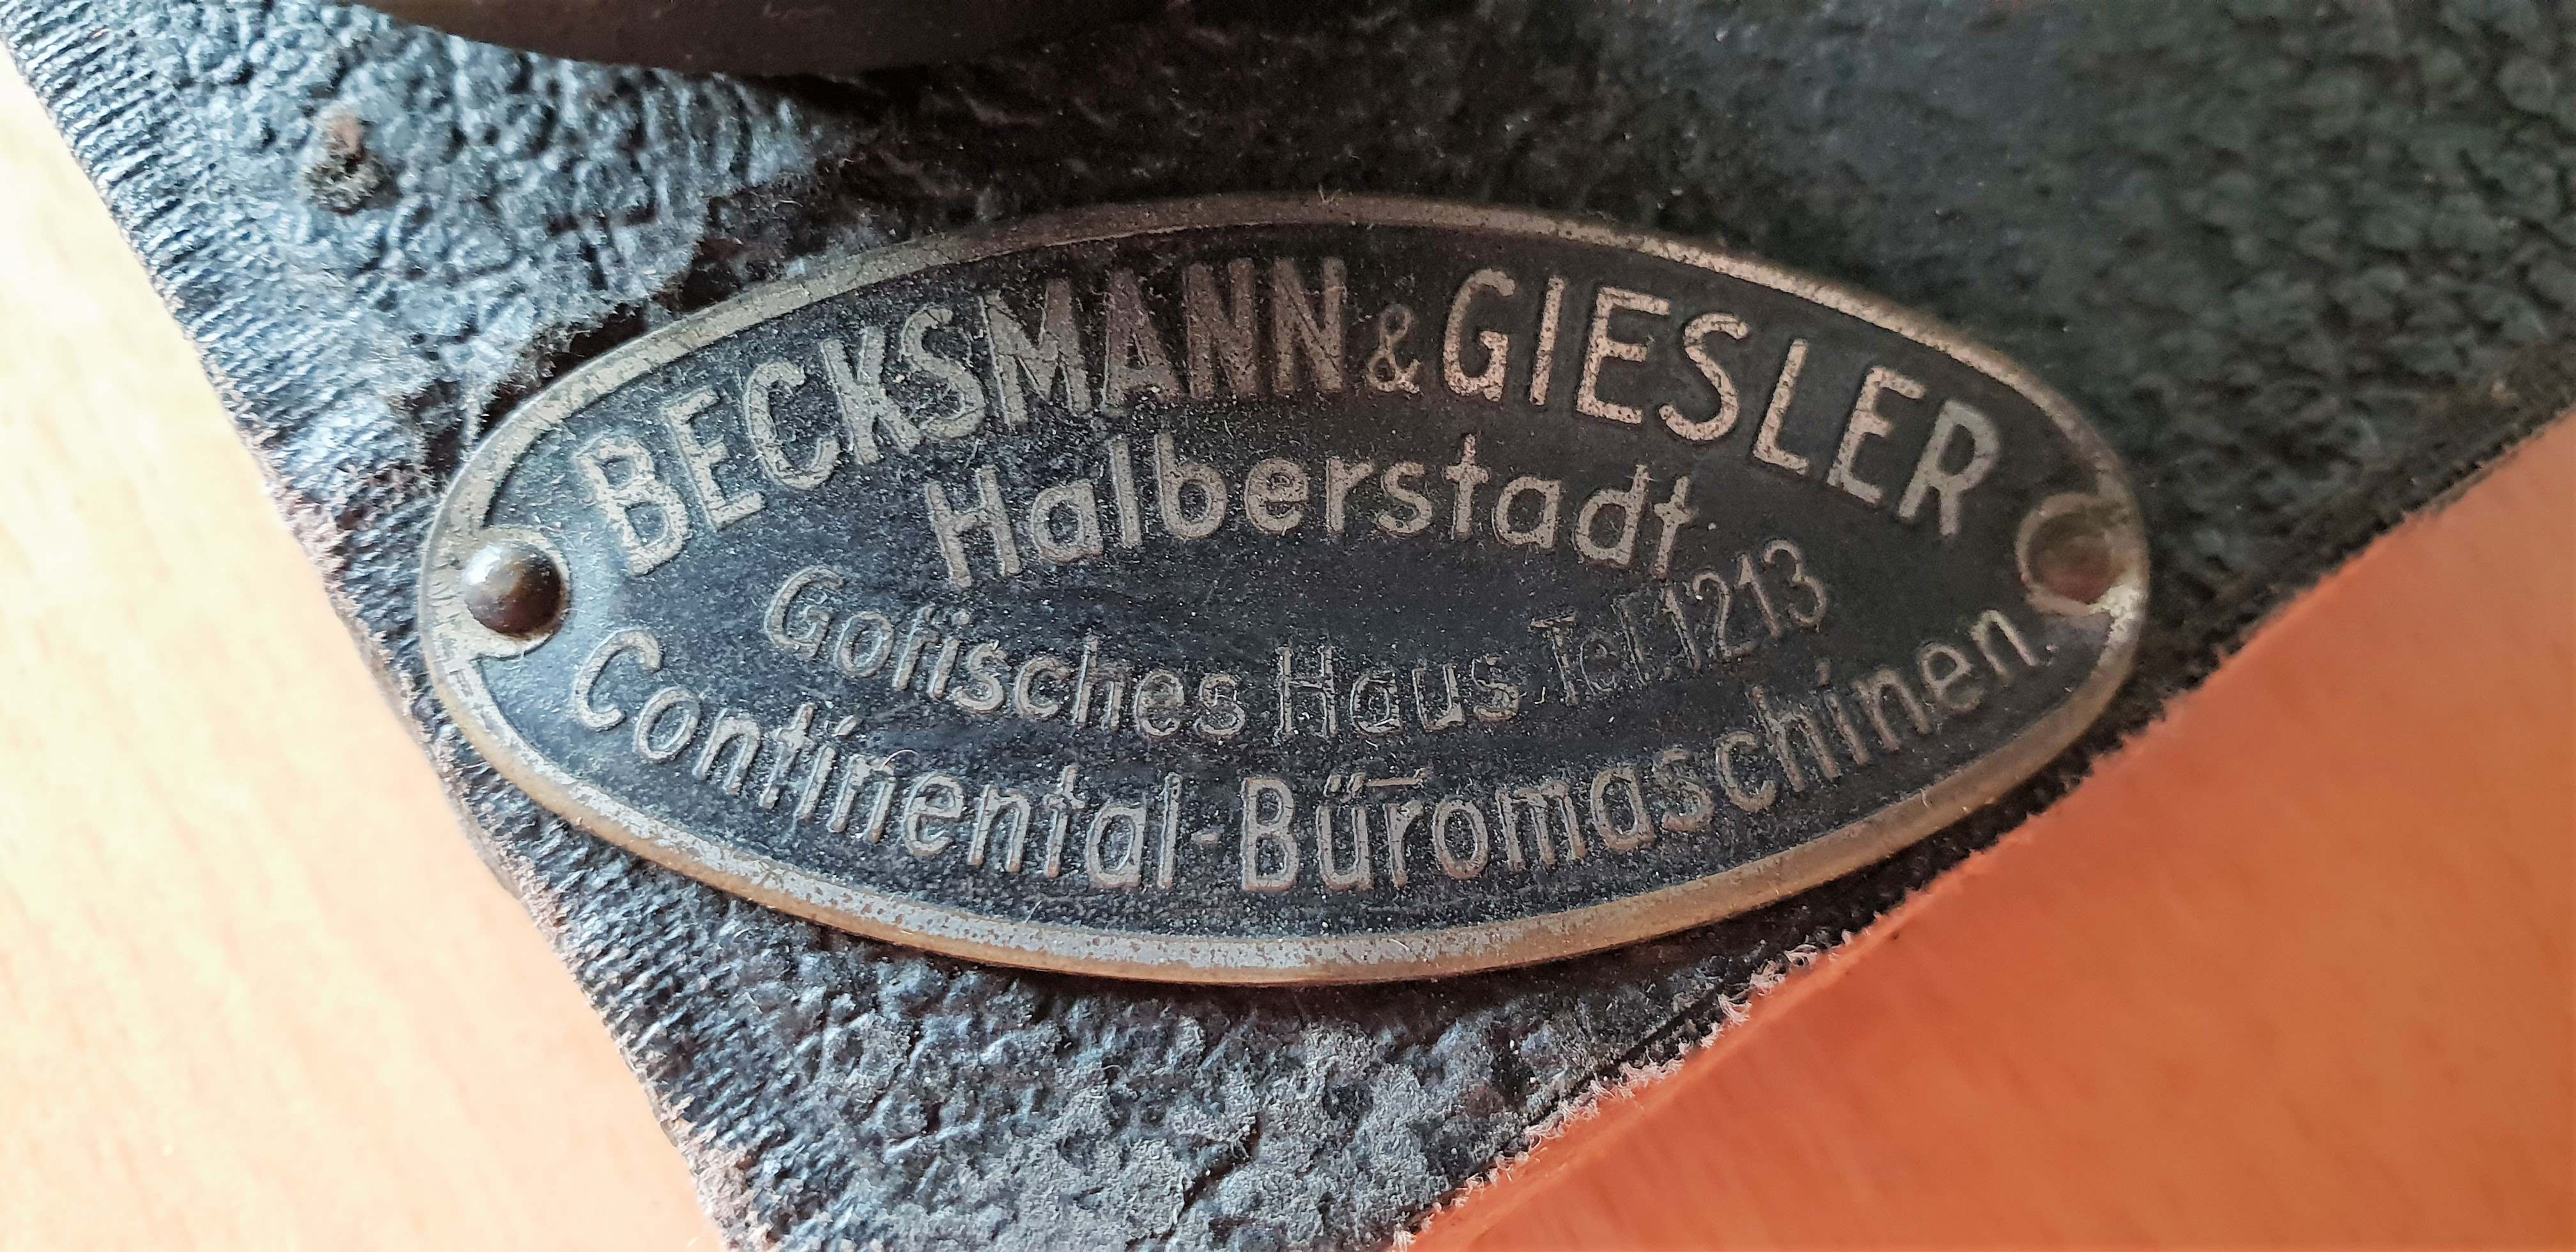 BECKSMANN & GIESLER
Halberstadt
Gotisches Haus Tel. 1213
Continental-Büromaschinen.